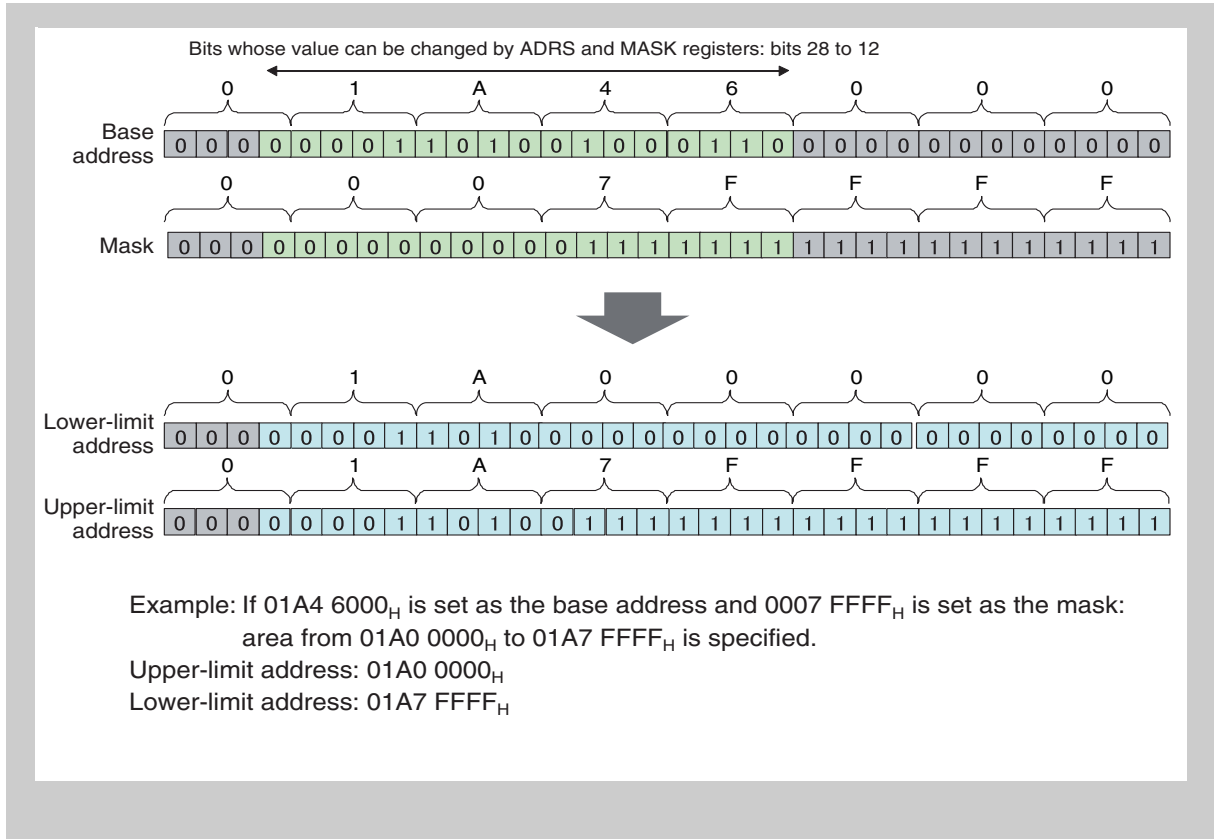 Bits whose value can be changed by ADRS and MASK registers: bits 28 to 12
0 1 A 4 6 0 0 0
Base address 0 0 0 0 0 0 0 1 1 0 1 0 0 1 0 0 0 1 1 0 0 0 0 0 0 0 0 0 0 0 0 0
0 0 0 7 F F F F
Mask 0 0 0 0 0 0 0 0 0 0 0 0 0 1 1 1 1 1 1 1 1 1 1 1 1 1 1 1 1 1 1 1
0 1 A 0 0 0 0 0
Lower-limit address 0 0 0 0 0 0 0 1 1 0 1 0 0 0 0 0 0 0 0 0 0 0 0 0 0 0 0 0 0 0 0 0
0 1 A 7 F F F F
Upper-limit address 0 0 0 0 0 0 0 1 1 0 1 0 0 1 1 1 1 1 1 1 1 1 1 1 1 1 1 1 1 1 1 1
Example: If 01A4 6000H is set as the base address and 0007 FFFFH is set as the mask:
area from 01A0 0000H to 01A7 FFFFH is specified.
Upper-limit address: 01A0 0000H
Lower-limit address: 01A7 FFFFH